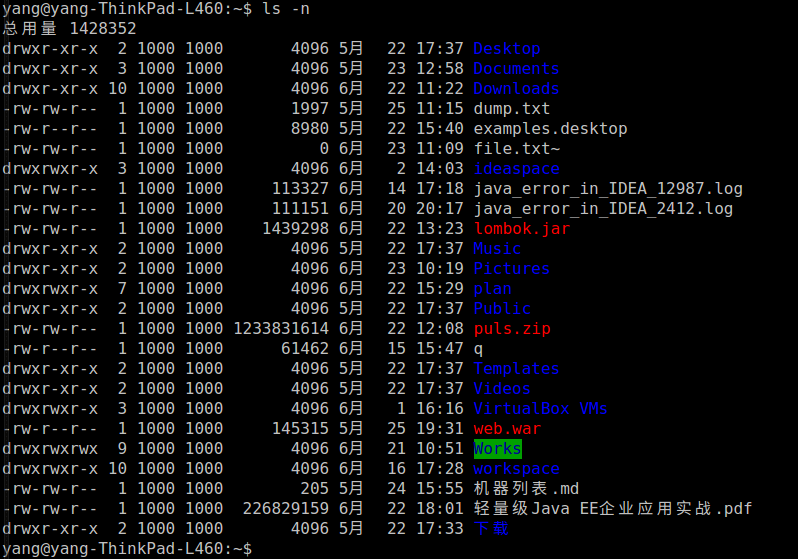 yang@yang-ThinkPad-L460:~$ ls -n
总用量 1428352
drwxr-xr-x  2 1000 1000       4096 5月  22 17:37 Desktop
drwxr-xr-x  3 1000 1000       4096 5月  23 12:58 Documents
drwxr-xr-x 10 1000 1000       4096 6月  22 11:22 Downloads
-rw-rw-r--  1 1000 1000       1997 5月  25 11:15 dump.txt
-rw-r--r--  1 1000 1000       8980 5月  22 15:40 examples.desktop
-rw-rw-r--  1 1000 1000          0 6月  23 11:09 file.txt~
drwxrwxr-x  3 1000 1000       4096 6月   2 14:03 ideaspace
-rw-rw-r--  1 1000 1000     113327 6月  14 17:18 java_error_in_IDEA_12987.log
-rw-rw-r--  1 1000 1000     111151 6月  20 20:17 java_error_in_IDEA_2412.log
-rw-rw-r--  1 1000 1000    1439298 6月  22 13:23 lombok.jar
drwxr-xr-x  2 1000 1000       4096 5月  22 17:37 Music
drwxr-xr-x  2 1000 1000       4096 6月  23 10:19 Pictures
drwxrwxr-x  7 1000 1000       4096 6月  22 15:29 plan
drwxr-xr-x  2 1000 1000       4096 5月  22 17:37 Public
-rw-rw-r--  1 1000 1000 1233831614 6月  22 12:08 puls.zip
-rw-r--r--  1 1000 1000      61462 6月  15 15:47 q
drwxr-xr-x  2 1000 1000       4096 5月  22 17:37 Templates
drwxr-xr-x  2 1000 1000       4096 5月  22 17:37 Videos
drwxrwxr-x  3 1000 1000       4096 6月   1 16:16 VirtualBox VMs
-rw-r--r--  1 1000 1000     145315 5月  25 19:31 web.war
drwxrwxrwx  9 1000 1000       4096 6月  21 10:51 Works
drwxrwxr-x 10 1000 1000       4096 6月  16 17:28 workspace
-rw-rw-r--  1 1000 1000        205 5月  24 15:55 机器列表.md
-rw-rw-r--  1 1000 1000  226829159 6月  22 18:01 轻量级Java EE企业应用实战.pdf
drwxr-xr-x  2 1000 1000       4096 5月  22 17:33 下载
yang@yang-ThinkPad-L460:~$